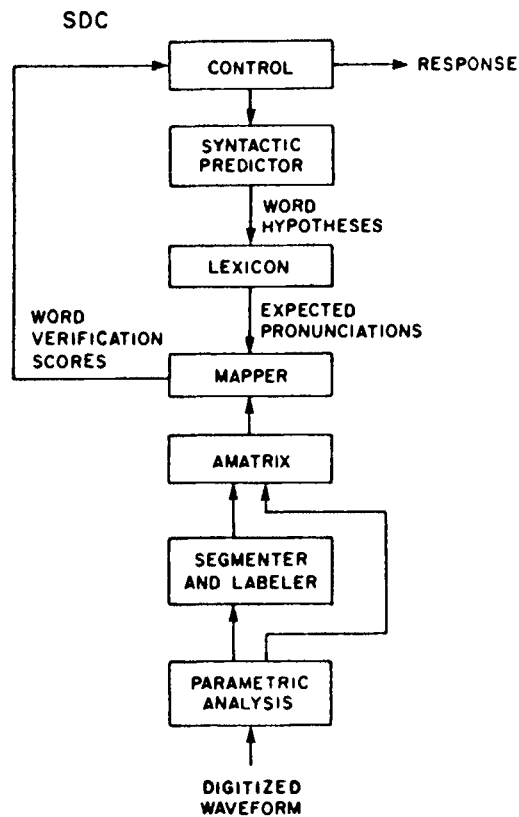 SDC
CONTROL
RESPONSE
SYNTACTIC
PREDICTOR
WORD
HYPOTHESES
LEXICON
EXPECTED
PRONUNCIATIONS
WORD
VERIFICATION
SCORES
MAPPER
AMATRIX
SEGMENTER
AND LABELER
PARAMETRIC
ANALYSIS
DIGITIZED
WAVEFORM